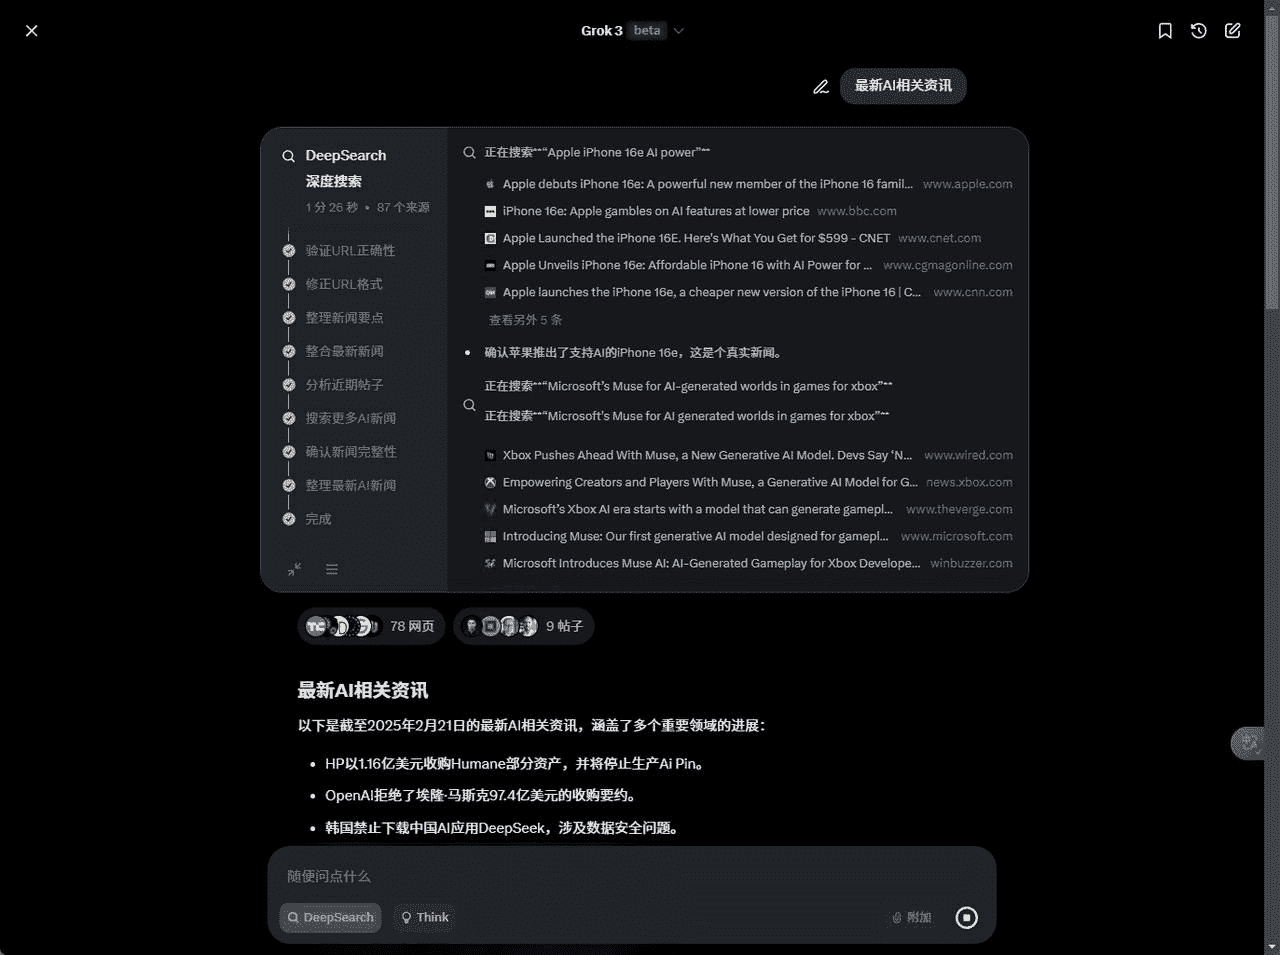 Grok 3 beta
最新AI相关资讯
DeepSearch
深度搜索
1 分 26 秒 • 87 个来源
验证URL正确性
修正URL格式
整理新闻要点
整合最新新闻
分析近期帖子
搜索更多AI新闻
确认新闻完整性
整理最新AI新闻
完成
正在搜索**“Apple iPhone 16e AI power”**
Apple debuts iPhone 16e: A powerful new member of the iPhone 16 famil... www.apple.com
iPhone 16e: Apple gambles on AI features at lower price www.bbc.com
Apple Launched the iPhone 16E. Here's What You Get for $599 - CNET www.cnet.com
Apple Unveils iPhone 16e: Affordable iPhone 16 with AI Power for ... www.cgmagonline.com
Apple launches the iPhone 16e, a cheaper new version of the iPhone 16 | C... www.cnn.com
查看另外 5 条
• 确认苹果推出了支持AI的iPhone 16e，这是个真实新闻。
正在搜索**“Microsoft’s Muse for AI-generated worlds in games for xbox”**
正在搜索**“Microsoft's Muse for AI generated worlds in games for xbox”**
Xbox Pushes Ahead With Muse, a New Generative AI Model. Devs Say ‘N... www.wired.com
Empowering Creators and Players With Muse, a Generative AI Model for G... news.xbox.com
Microsoft’s Xbox AI era starts with a model that can generate gamepl... www.theverge.com
Introducing Muse: Our first generative AI model designed for gamepl... www.microsoft.com
Microsoft Introduces Muse AI: AI-Generated Gameplay for Xbox Develope... winbuzzer.com
78 网页
9 帖子
最新AI相关资讯
以下是截至2025年2月21日的最新AI相关资讯，涵盖了多个重要领域的进展：
• HP以1.16亿美元收购Humane部分资产，并将停止生产Ai Pin。
• OpenAI拒绝了埃隆·马斯克97.4亿美元的收购要约。
• 韩国禁止下载中国AI应用DeepSeek，涉及数据安全问题。
随便问点什么
DeepSearch
Think
附加